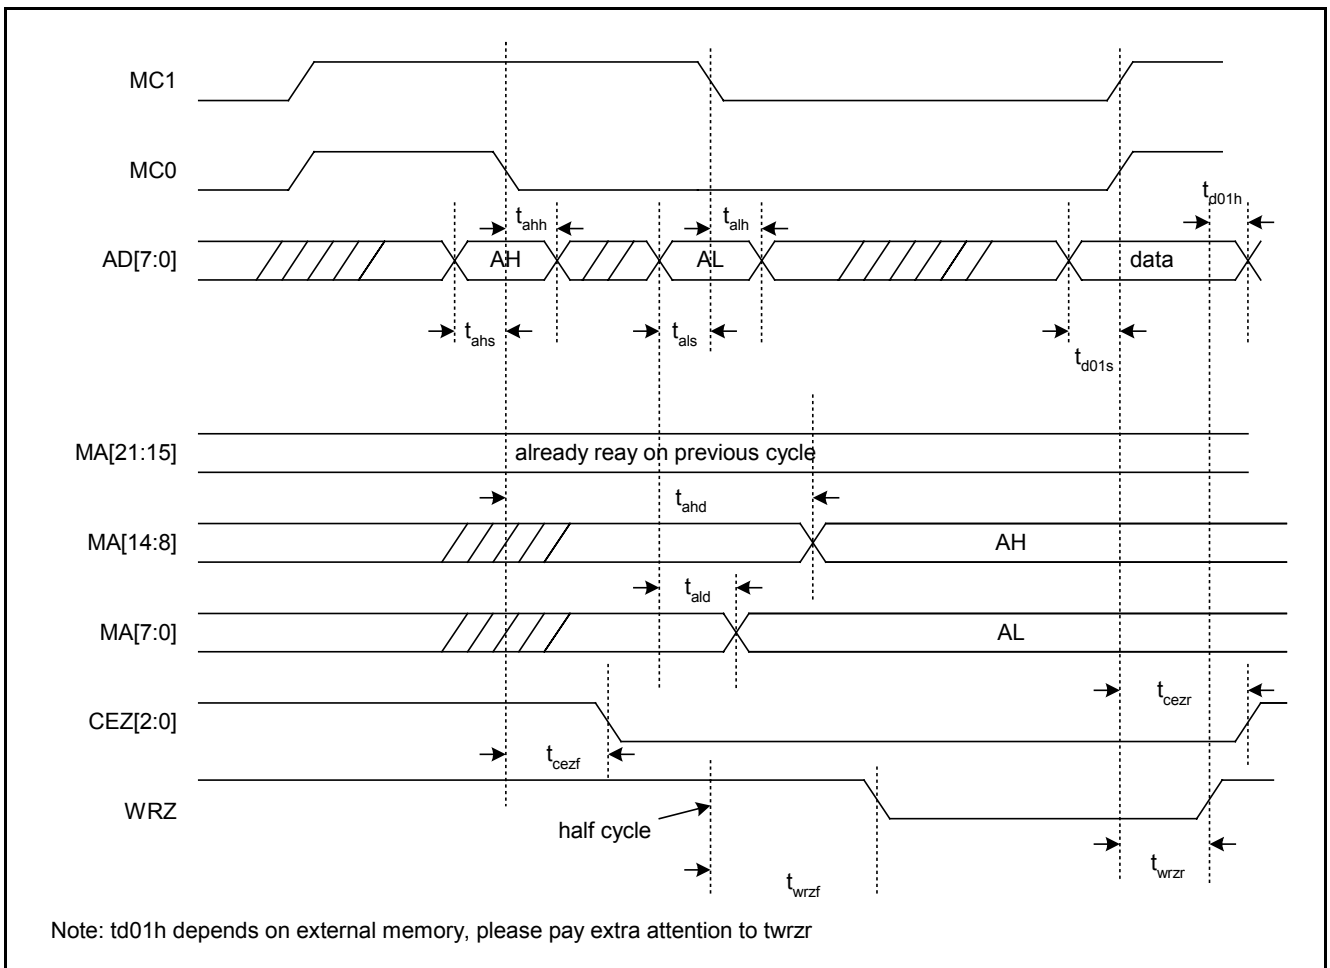 MC1
MC0
t_d01h
t_ahh
t_alh
AD[7:0]
AH
AL
data
t_ahs
t_als
t_d01s
MA[21:15]
already reay on previous cycle
t_ahd
MA[14:8]
AH
t_ald
MA[7:0]
AL
t_cezr
CEZ[2:0]
t_cezf
WRZ
half cycle
t_wrzr
t_wrzf
Note: td01h depends on external memory, please pay extra attention to twrzr